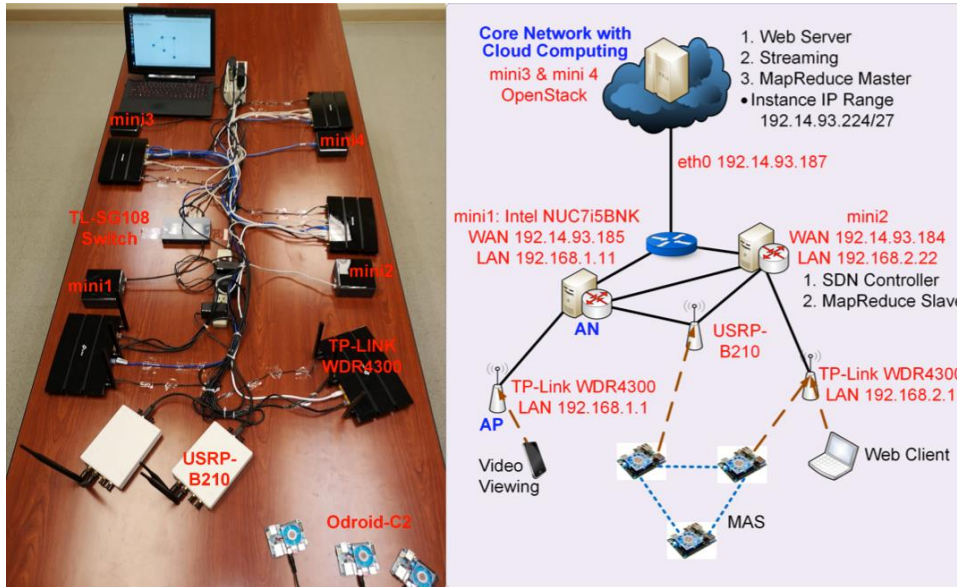 mini3
mini4
TL-SG108
Switch
mini1
mini2
TP-LINK
WDR4300
USRP-
B210
Odroid-C2
Core Network with
Cloud Computing
mini3 & mini 4
OpenStack
1. Web Server
2. Streaming
3. MapReduce Master
• Instance IP Range
192.14.93.224/27
eth0 192.14.93.187
mini1: Intel NUC7i5BNK
WAN 192.14.93.185
LAN 192.168.1.11
mini2
WAN 192.14.93.184
LAN 192.168.2.22
1. SDN Controller
2. MapReduce Slave
AN
USRP-
B210
TP-Link WDR4300
LAN 192.168.1.1
TP-Link WDR4300
LAN 192.168.2.1
AP
Video
Viewing
Web Client
MAS